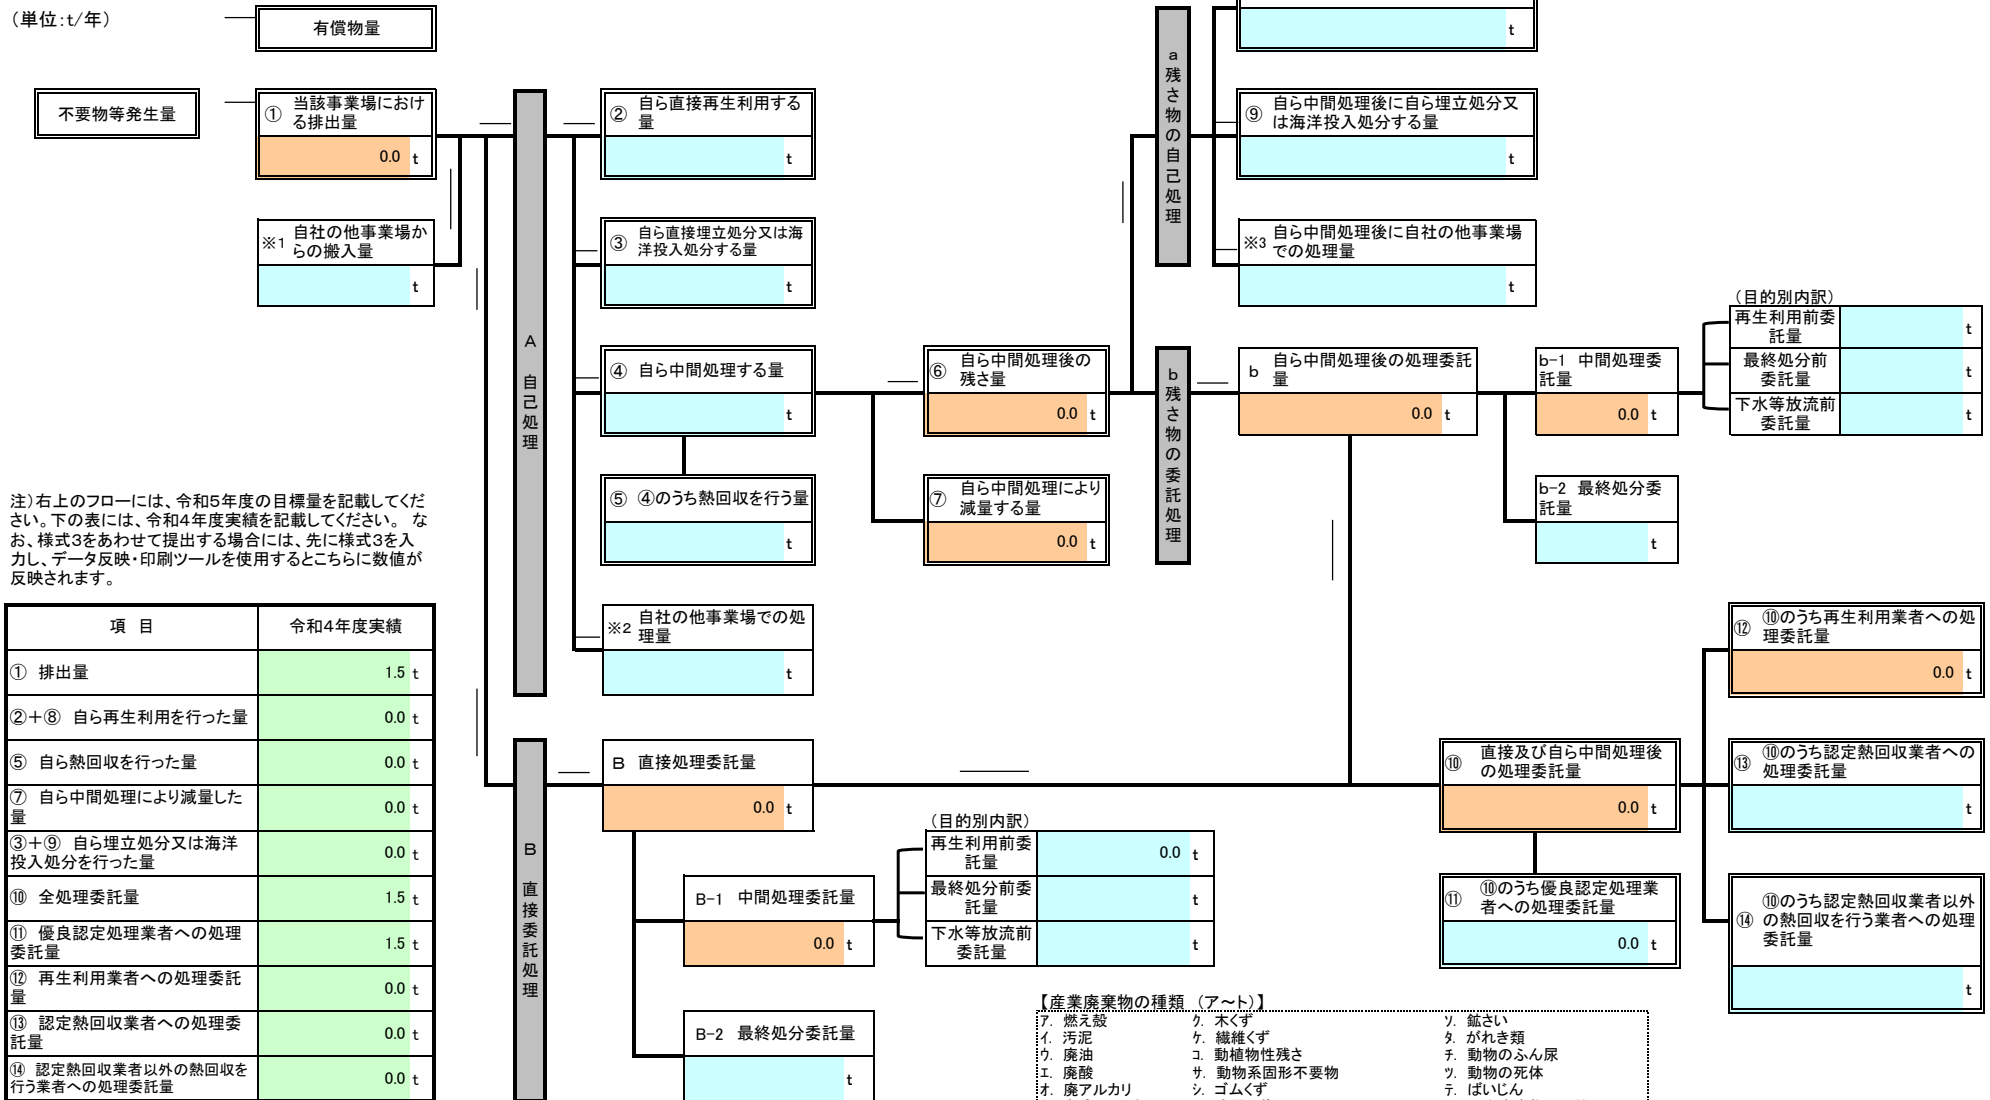 （単位:t/年）
有償物量
t
不要物等発生量
① 当該事業場におけ
る排出量
0.0 t
② 自ら直接再生利用する
量
t
⑨ 自ら中間処理後に自ら埋立処分又
は海洋投入処分する量
t
a 残さ物の自己処理
※1 自社の他事業場か
らの搬入量
t
③ 自ら直接埋立処分又は海
洋投入処分する量
t
※3 自ら中間処理後に自社の他事業場
での処理量
t
A 自己処理
④ 自ら中間処理する量
t
⑥ 自ら中間処理後の
残さ量
0.0 t
b 残さ物の委託処理
b 自ら中間処理後の処理委託
量
0.0 t
b-1 中間処理委
託量
0.0 t
（目的別内訳）
再生利用前委
託量
t
最終処分前
委託量
t
下水等放流前
委託量
t
⑤ ④のうち熱回収を行う量
t
⑦ 自ら中間処理により
減量する量
0.0 t
b-2 最終処分委
託量
t
注）右上のフローには、令和5年度の目標量を記載してくだ
さい。下の表には、令和4年度実績を記載してください。 な
お、様式3をあわせて提出する場合には、先に様式3を入
力し、データ反映・印刷ツールを使用するとこちらに数値が
反映されます。
※2 自社の他事業場での処
理量
t
項 目 令和4年度実績
① 排出量 1.5 t
②＋⑧ 自ら再生利用を行った量 0.0 t
⑤ 自ら熱回収を行った量 0.0 t
⑦ 自ら中間処理により減量した
量 0.0 t
③＋⑨ 自ら埋立処分又は海洋
投入処分を行った量 0.0 t
⑩ 全処理委託量 1.5 t
⑪ 優良認定処理業者への処理
委託量 1.5 t
⑫ 再生利用業者への処理委託
量 0.0 t
⑬ 認定熱回収業者への処理委
託量 0.0 t
⑭ 認定熱回収業者以外の熱回収を
行う業者への処理委託量 0.0 t
B 直接委託処理
B 直接処理委託量
0.0 t
B-1 中間処理委託量
0.0 t
（目的別内訳）
再生利用前委
託量
0.0 t
最終処分前委
託量
t
下水等放流前
委託量
t
B-2 最終処分委託量
t
⑩ 直接及び自ら中間処理後
の処理委託量
0.0 t
⑪ ⑩のうち優良認定処理業
者への処理委託量
0.0 t
⑫ ⑩のうち再生利用業者への処
理委託量
0.0 t
⑬ ⑩のうち認定熱回収業者への
処理委託量
t
⑭ ⑩のうち認定熱回収業者以外
の熱回収を行う業者への処理
委託量
t
【産業廃棄物の種類 （ア～ト）】
ｱ. 燃え殻 ｸ. 木くず ｿ. 鉱さい
ｲ. 汚泥 ｹ. 繊維くず ﾀ. がれき類
ｳ. 廃油 ｺ. 動植物性残さ ﾁ. 動物のふん尿
ｴ. 廃酸 ｻ. 動物系固形不要物 ﾂ. 動物の死体
ｵ. 廃アルカリ ｼ. ゴムくず ﾃ. ばいじん